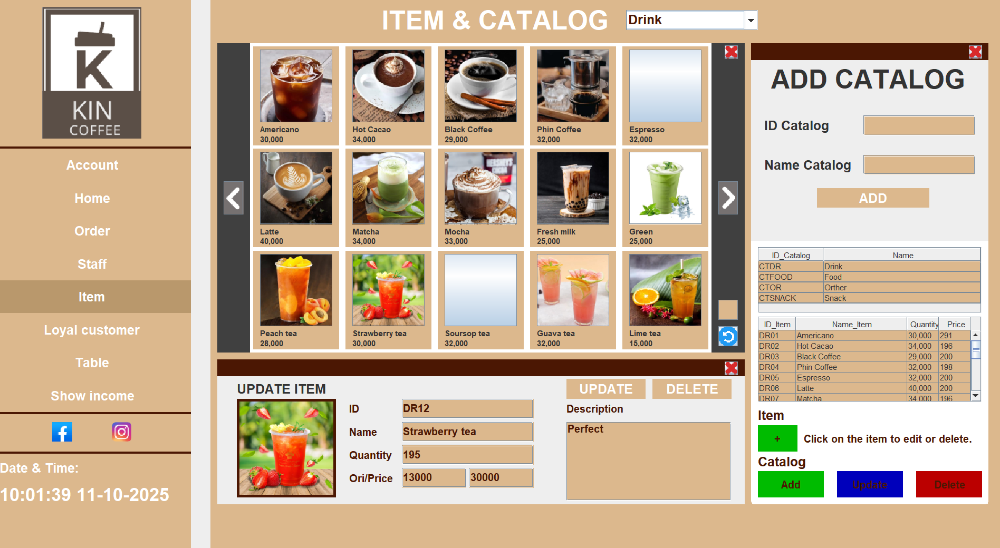 K
KIN
COFFEE
Account
Home
Order
Staff
Item
Loyal customer
Table
Show income
Date & Time:
10:01:39 11-10-2025
ITEM & CATALOG
Drink
Americano
30,000
Hot Cacao
34,000
Black Coffee
29,000
Phin Coffee
32,000
Espresso
32,000
Latte
40,000
Matcha
34,000
Mocha
33,000
Fresh milk
25,000
Green
25,000
Peach tea
28,000
Strawberry tea
30,000
Soursop tea
32,000
Guava tea
32,000
Lime tea
15,000
UPDATE ITEM
UPDATE DELETE
ID DR12
Name Strawberry tea
Quantity 195
Ori/Price 13000 30000
Description
Perfect
ADD CATALOG
ID Catalog
Name Catalog
ADD
ID_Catalog Name
CTDR Drink
CTFOOD Food
CTOR Orther
CTSNACK Snack
ID_Item Name_Item Quantity Price
DR01 Americano 30,000 291
DR02 Hot Cacao 34,000 196
DR03 Black Coffee 29,000 200
DR04 Phin Coffee 32,000 198
DR05 Espresso 32,000 200
DR06 Latte 40,000 200
DR07 Matcha 34,000 196
Item
+ Click on the item to edit or delete.
Catalog
Add Update Delete